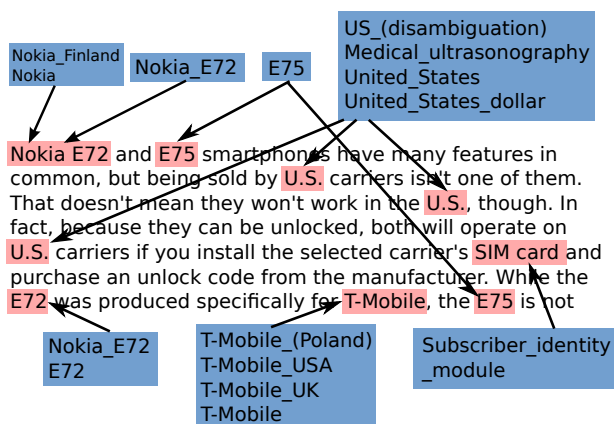 US_(disambiguation)
Medical_ultrasonography
United_States
United_States_dollar
Nokia_Finland
Nokia
Nokia_E72
E75
Nokia E72 and E75 smartphones have many features in
common, but being sold by U.S. carriers isn't one of them.
That doesn't mean they won't work in the U.S., though. In
fact, because they can be unlocked, both will operate on
U.S. carriers if you install the selected carrier's SIM card and
purchase an unlock code from the manufacturer. While the
E72 was produced specifically for T-Mobile, the E75 is not
Nokia_E72
E72
T-Mobile_(Poland)
T-Mobile_USA
T-Mobile_UK
T-Mobile
Subscriber_identity
_module